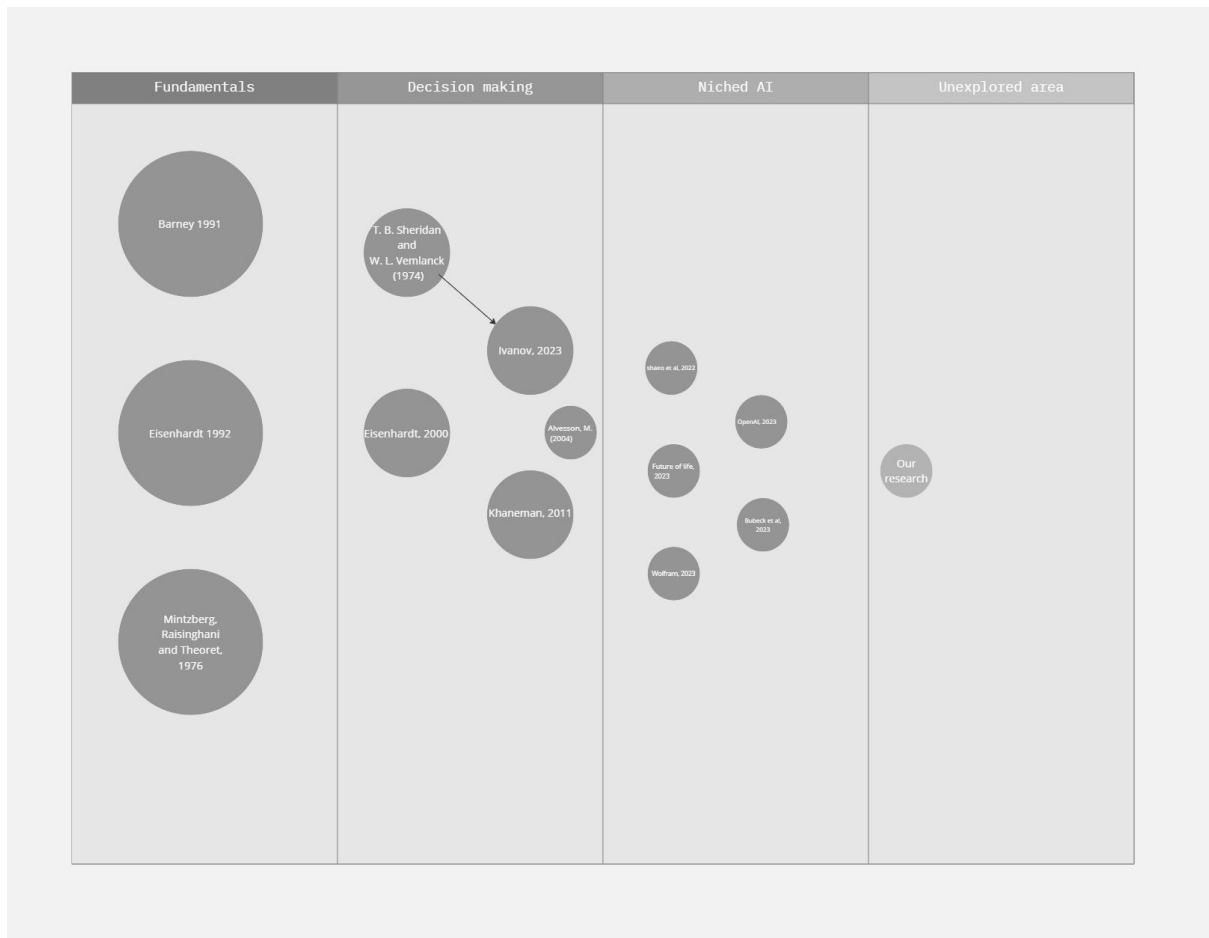 Fundamentals
Decision making
Niched AI
Unexplored area
Barney 1991
Eisenhardt 1992
Mintzberg,
Raisinghani
and Theoret,
1976
T. B. Sheridan
and
W. L. Vemlanck
(1974)
Ivanov, 2023
Eisenhardt, 2000
Alvesson, M.
(2004)
Khaneman, 2011
et al, 2022
OpenAI, 2023
Future of life,
2023
Bubeck et al,
2023
Wolfram, 2023
Our
research